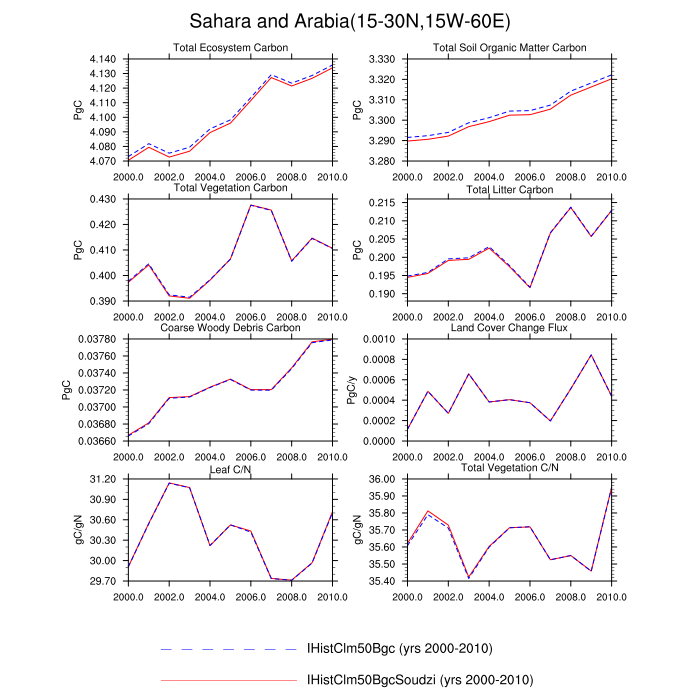 Sahara and Arabia(15-30N,15W-60E)
Total Ecosystem Carbon
PgC
4.140
4.130
4.120
4.110
4.100
4.090
4.080
4.070
2000.0 2002.0 2004.0 2006.0 2008.0 2010.0
Total Soil Organic Matter Carbon
PgC
3.330
3.320
3.310
3.300
3.290
3.280
2000.0 2002.0 2004.0 2006.0 2008.0 2010.0
Total Vegetation Carbon
PgC
0.430
0.420
0.410
0.400
0.390
2000.0 2002.0 2004.0 2006.0 2008.0 2010.0
Total Litter Carbon
PgC
0.215
0.210
0.205
0.200
0.195
0.190
2000.0 2002.0 2004.0 2006.0 2008.0 2010.0
Coarse Woody Debris Carbon
PgC
0.03780
0.03760
0.03740
0.03720
0.03700
0.03680
0.03660
2000.0 2002.0 2004.0 2006.0 2008.0 2010.0
Land Cover Change Flux
PgC/y
0.0010
0.0008
0.0006
0.0004
0.0002
0.0000
2000.0 2002.0 2004.0 2006.0 2008.0 2010.0
Leaf C/N
gC/gN
31.20
30.90
30.60
30.30
30.00
29.70
2000.0 2002.0 2004.0 2006.0 2008.0 2010.0
Total Vegetation C/N
gC/gN
36.00
35.90
35.80
35.70
35.60
35.50
35.40
2000.0 2002.0 2004.0 2006.0 2008.0 2010.0
IHistClm50Bgc (yrs 2000-2010)
IHistClm50BgcSoudzi (yrs 2000-2010)